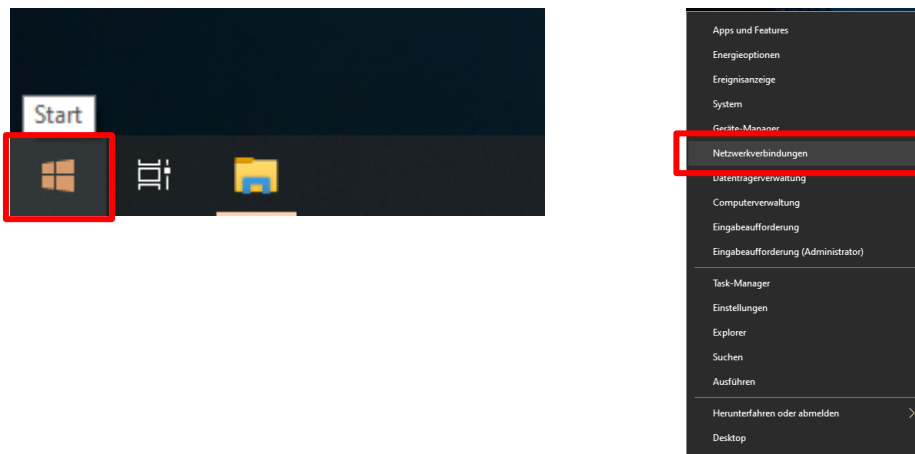 Start
Apps und Features
Energieoptionen
Ereignisanzeige
System
Geräte-Manager
Netzwerkverbindungen
Datenträgerverwaltung
Computerverwaltung
Eingabeaufforderung
Eingabeaufforderung (Administrator)
Task-Manager
Einstellungen
Explorer
Suchen
Ausführen
Herunterfahren oder abmelden
Desktop